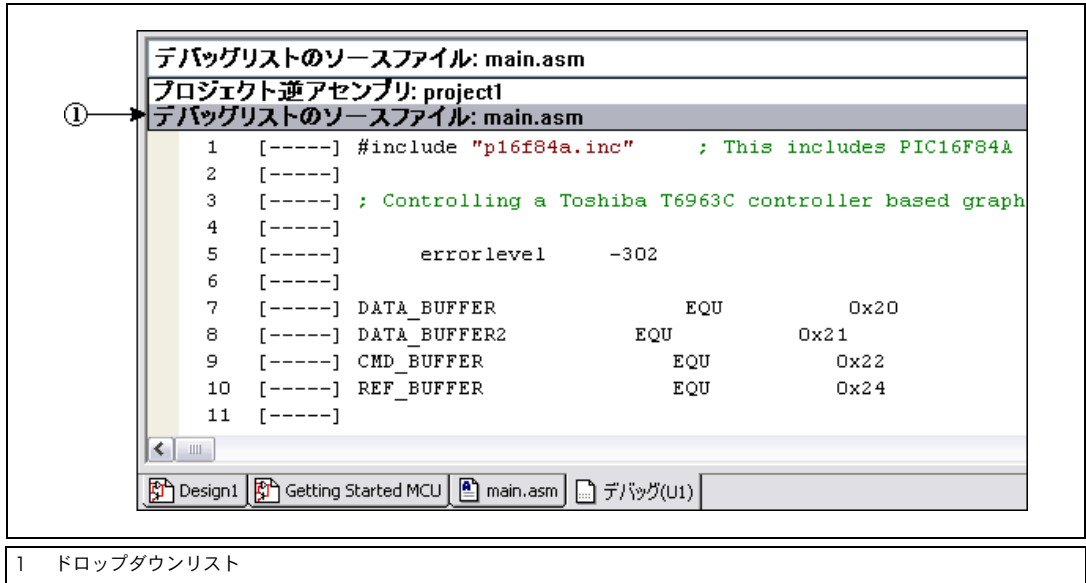 デバッグリストのソースファイル: main.asm
プロジェクト逆アセンブリ: project1
① デバッグリストのソースファイル: main.asm
1 [-----] #include "p16f84a.inc" ; This includes PIC16F84A
2 [-----]
3 [-----] ; Controlling a Toshiba T6963C controller based graph
4 [-----]
5 [-----] errorlevel -302
6 [-----]
7 [-----] DATA_BUFFER EQU 0x20
8 [-----] DATA_BUFFER2 EQU 0x21
9 [-----] CMD_BUFFER EQU 0x22
10 [-----] REF_BUFFER EQU 0x24
11 [-----]
Design1 Getting Started MCU main.asm デバッグ(U1)
1 ドロップダウンリスト